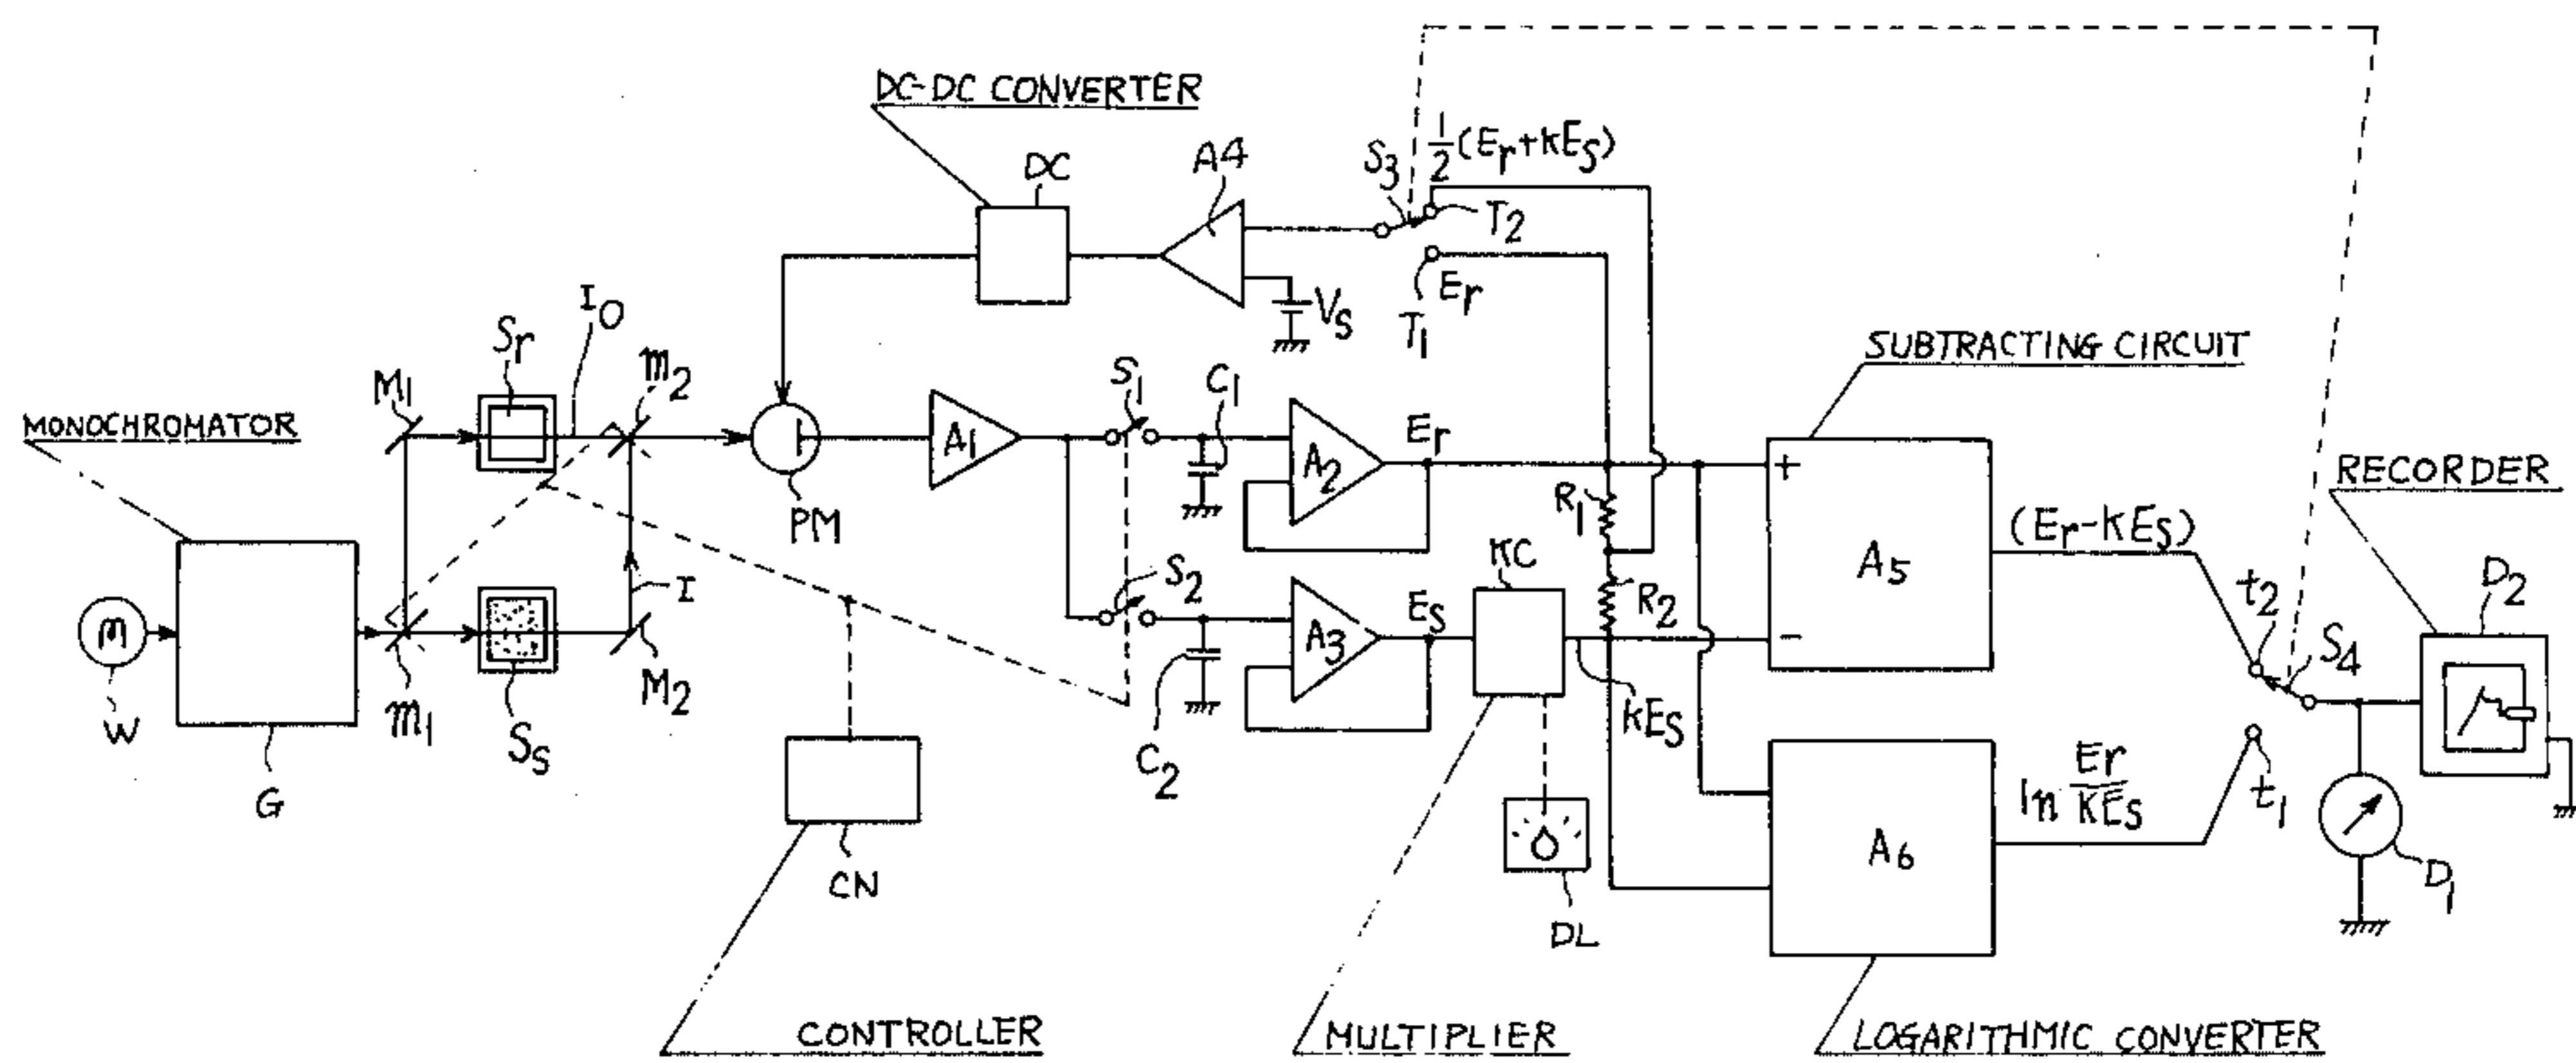 DC-DC CONVERTER
DC
A4
S3
1/2(Er+kEs)
T2
T1
Er
Vs
MONOCHROMATOR
M1
Sr
I0
m2
PM
A1
S1
C1
A2
Er
SUBTRACTING CIRCUIT
+
−
A5
(Er−KEs)
RECORDER
D2
W
G
m1
Ss
I
M2
S2
C2
A3
Es
KC
R1
R2
kEs
t2
S4
t1
D1
CN
DL
A6
ln Er/KEs
CONTROLLER
MULTIPLIER
LOGARITHMIC CONVERTER